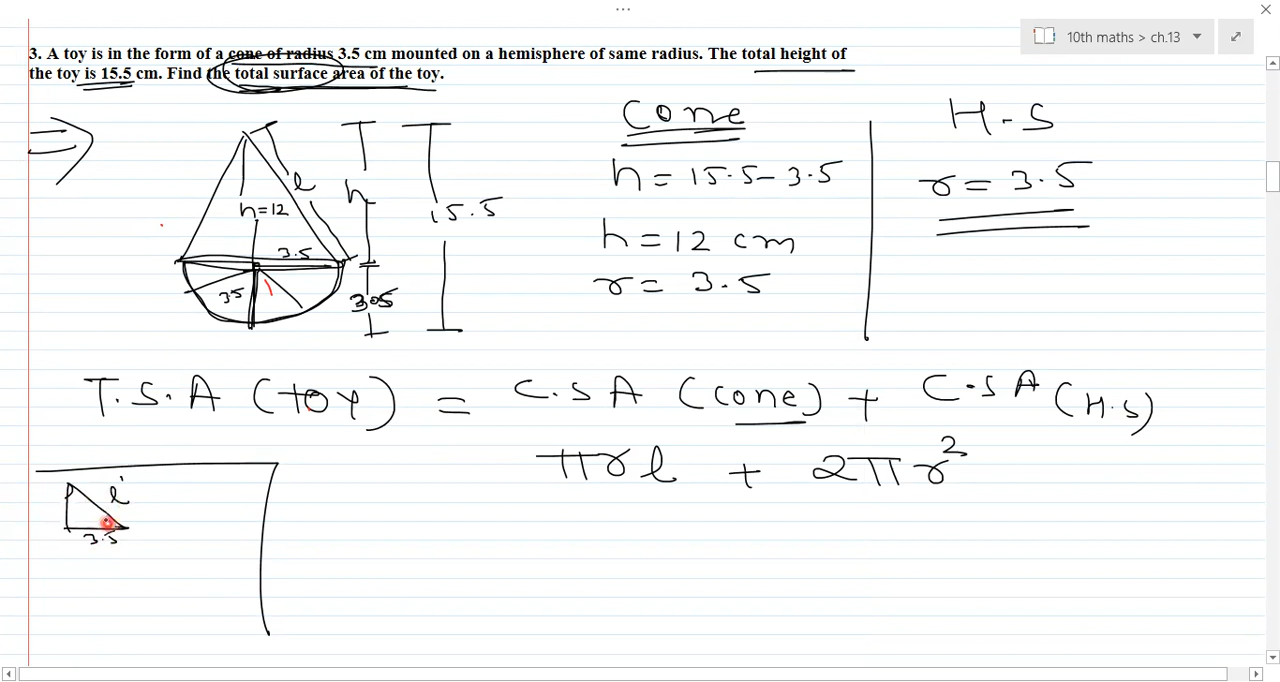 10th maths > ch.13
3. A toy is in the form of a cone of radius 3.5 cm mounted on a hemisphere of same radius. The total height of
the toy is 15.5 cm. Find the total surface area of the toy.
l
h=12
3.5
3.5
h
3.5
15.5
Cone
h = 15.5 - 3.5
h = 12 cm
r = 3.5
H-S
r = 3.5
T.S.A (toy) = C.S A (cone) + C.S A (H.S)
πrl + 2πr²
l
3.5